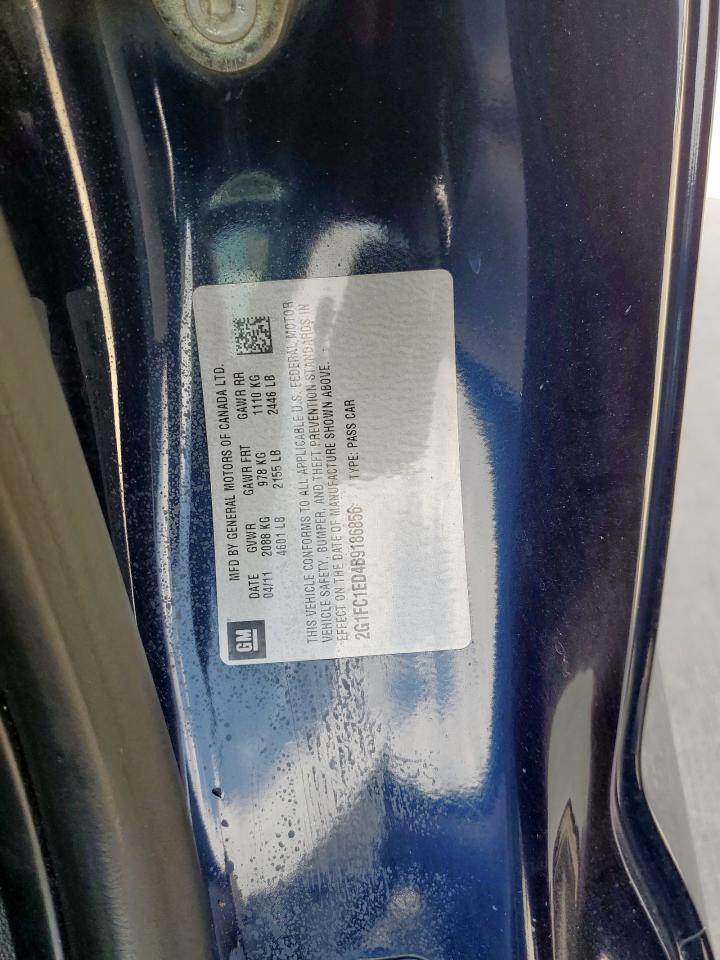 GM
MFD BY GENERAL MOTORS OF CANADA LTD.
DATE GVWR GAWR FRT GAWR RR
04/11 2088 KG 978 KG 1110 KG
4601 LB 2155 LB 2446 LB
THIS VEHICLE CONFORMS TO ALL APPLICABLE U.S. FEDERAL MOTOR
VEHICLE SAFETY, BUMPER, AND THEFT PREVENTION STANDARDS IN
EFFECT ON THE DATE OF MANUFACTURE SHOWN ABOVE.
2G1FC1ED4B9186856 TYPE: PASS CAR